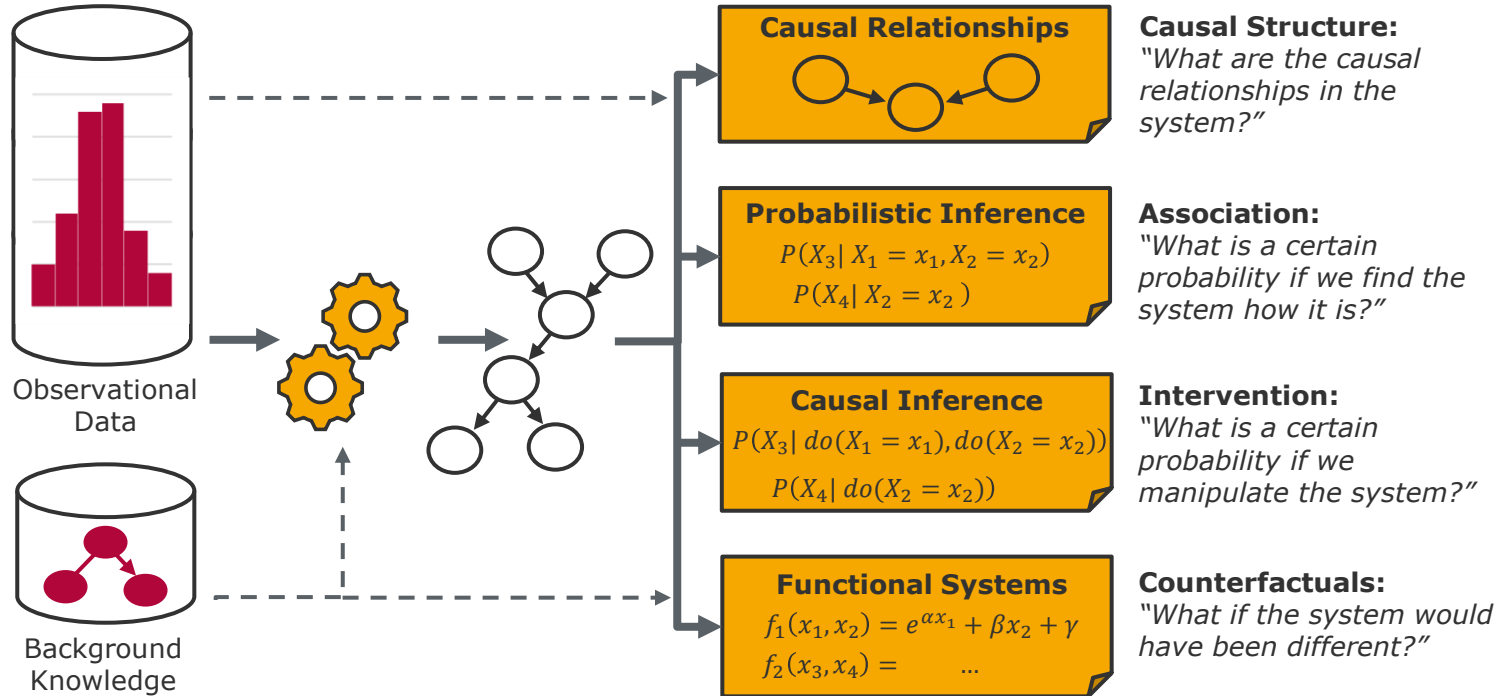 Observational
Data
Background
Knowledge
Causal Relationships
Causal Structure:
"What are the causal
relationships in the
system?"
Probabilistic Inference
P(X₃| X₁ = x₁, X₂ = x₂)
P(X₄| X₂ = x₂ )
Association:
"What is a certain
probability if we find the
system how it is?"
Causal Inference
P(X₃| do(X₁ = x₁), do(X₂ = x₂))
P(X₄| do(X₂ = x₂))
Intervention:
"What is a certain
probability if we
manipulate the system?"
Functional Systems
f₁(x₁, x₂) = e^{αx₁} + βx₂ + γ
f₂(x₃, x₄) = ...
Counterfactuals:
"What if the system would
have been different?"